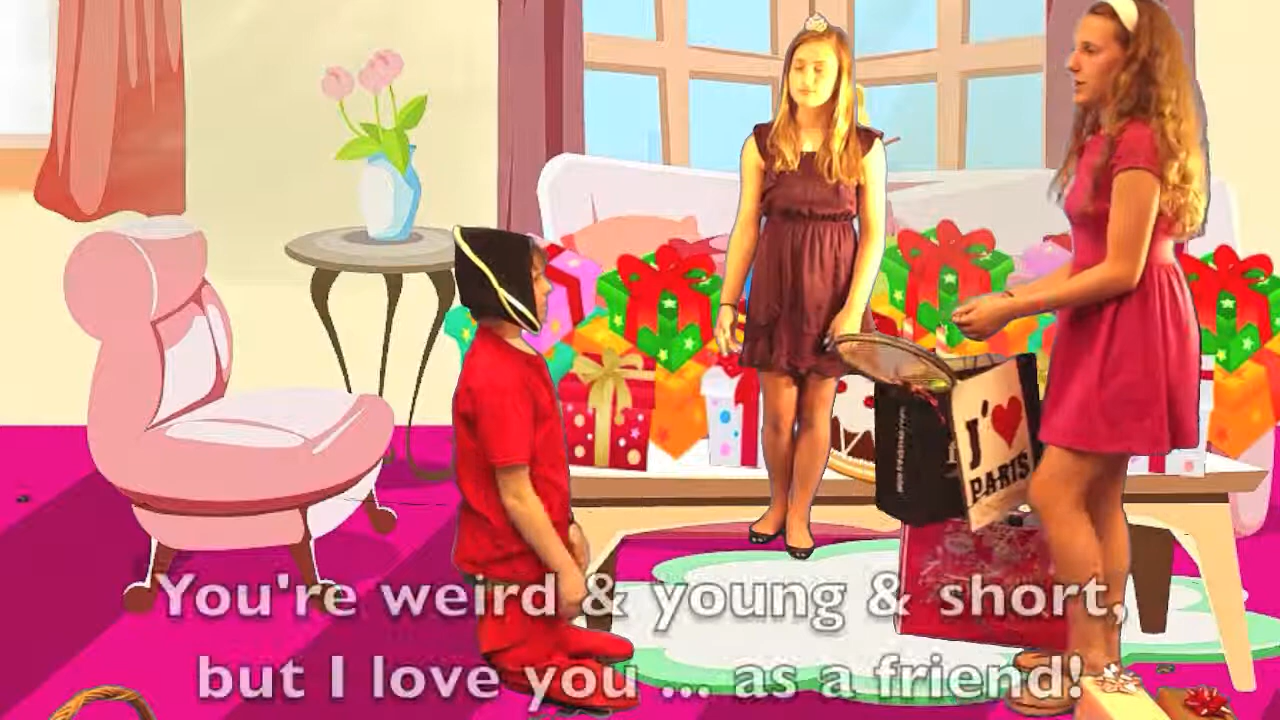 J'♥
PARIS
You're weird & young & short,
but I love you ... as a friend!